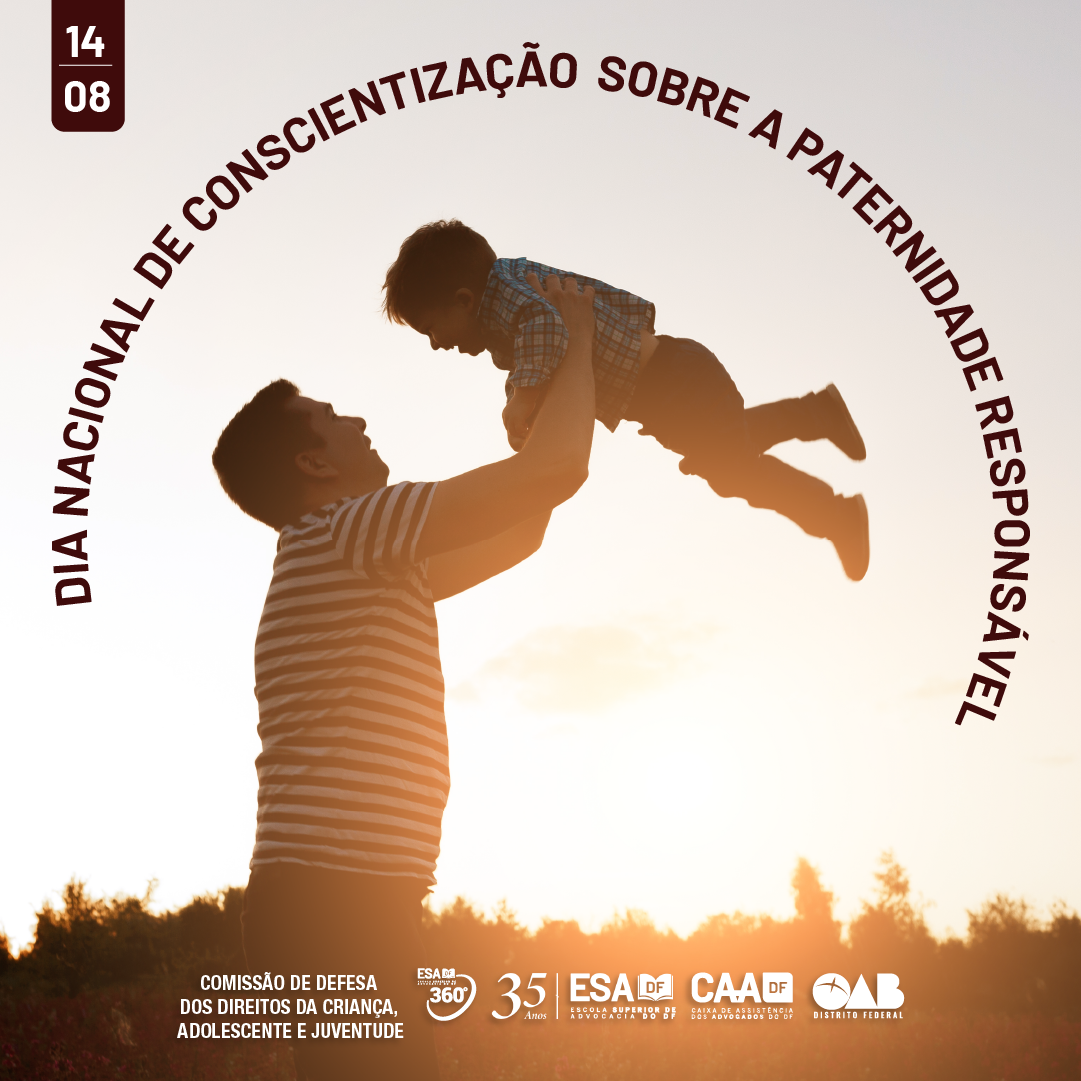 14
08
DIA NACIONAL DE CONSCIENTIZAÇÃO SOBRE A PATERNIDADE RESPONSÁVEL
COMISSÃO DE DEFESA
DOS DIREITOS DA CRIANÇA,
ADOLESCENTE E JUVENTUDE
ESA
360°
35
Anos
ESA DF
ESCOLA SUPERIOR DE
ADVOCACIA DO DF
CAA DF
CAIXA DE ASSISTÊNCIA
DOS ADVOGADOS DO DF
OAB
DISTRITO FEDERAL